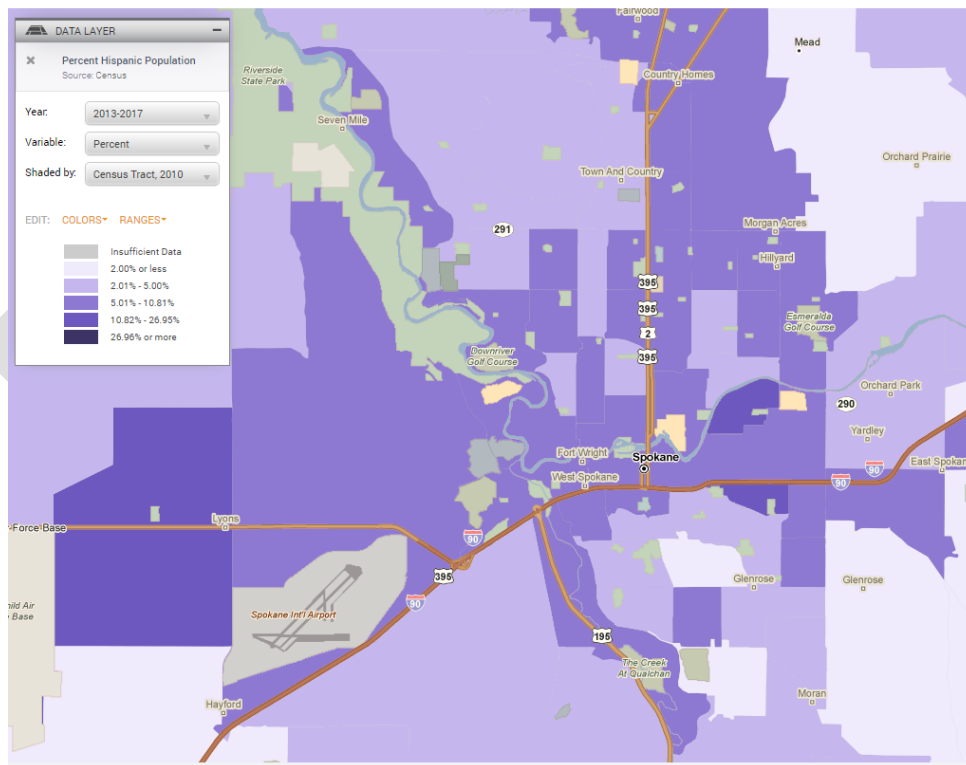 DATA LAYER
Percent Hispanic Population
Source: Census
Year:
2013-2017
Variable:
Percent
Shaded by:
Census Tract, 2010
EDIT:
COLORS
RANGES
Insufficient Data
2.00% or less
2.01% - 5.00%
5.01% - 10.81%
10.82% - 26.95%
26.96% or more
Fairwood
Mead
Riverside
State Park
Country Homes
Seven Mile
Orchard Prairie
Town And Country
291
Morgan Acres
Hillyard
395
395
2
395
Esmeralda
Golf Course
Downriver
Golf Course
Orchard Park
290
Yardley
Fort Wright
Spokane
East Spokan
West Spokane
90
90
Lyons
-Force Base
90
395
90
Glenrose
Glenrose
hild Air
Base
Spokane Int'l Airport
195
The Creek
At Qualchan
Moran
Hayford